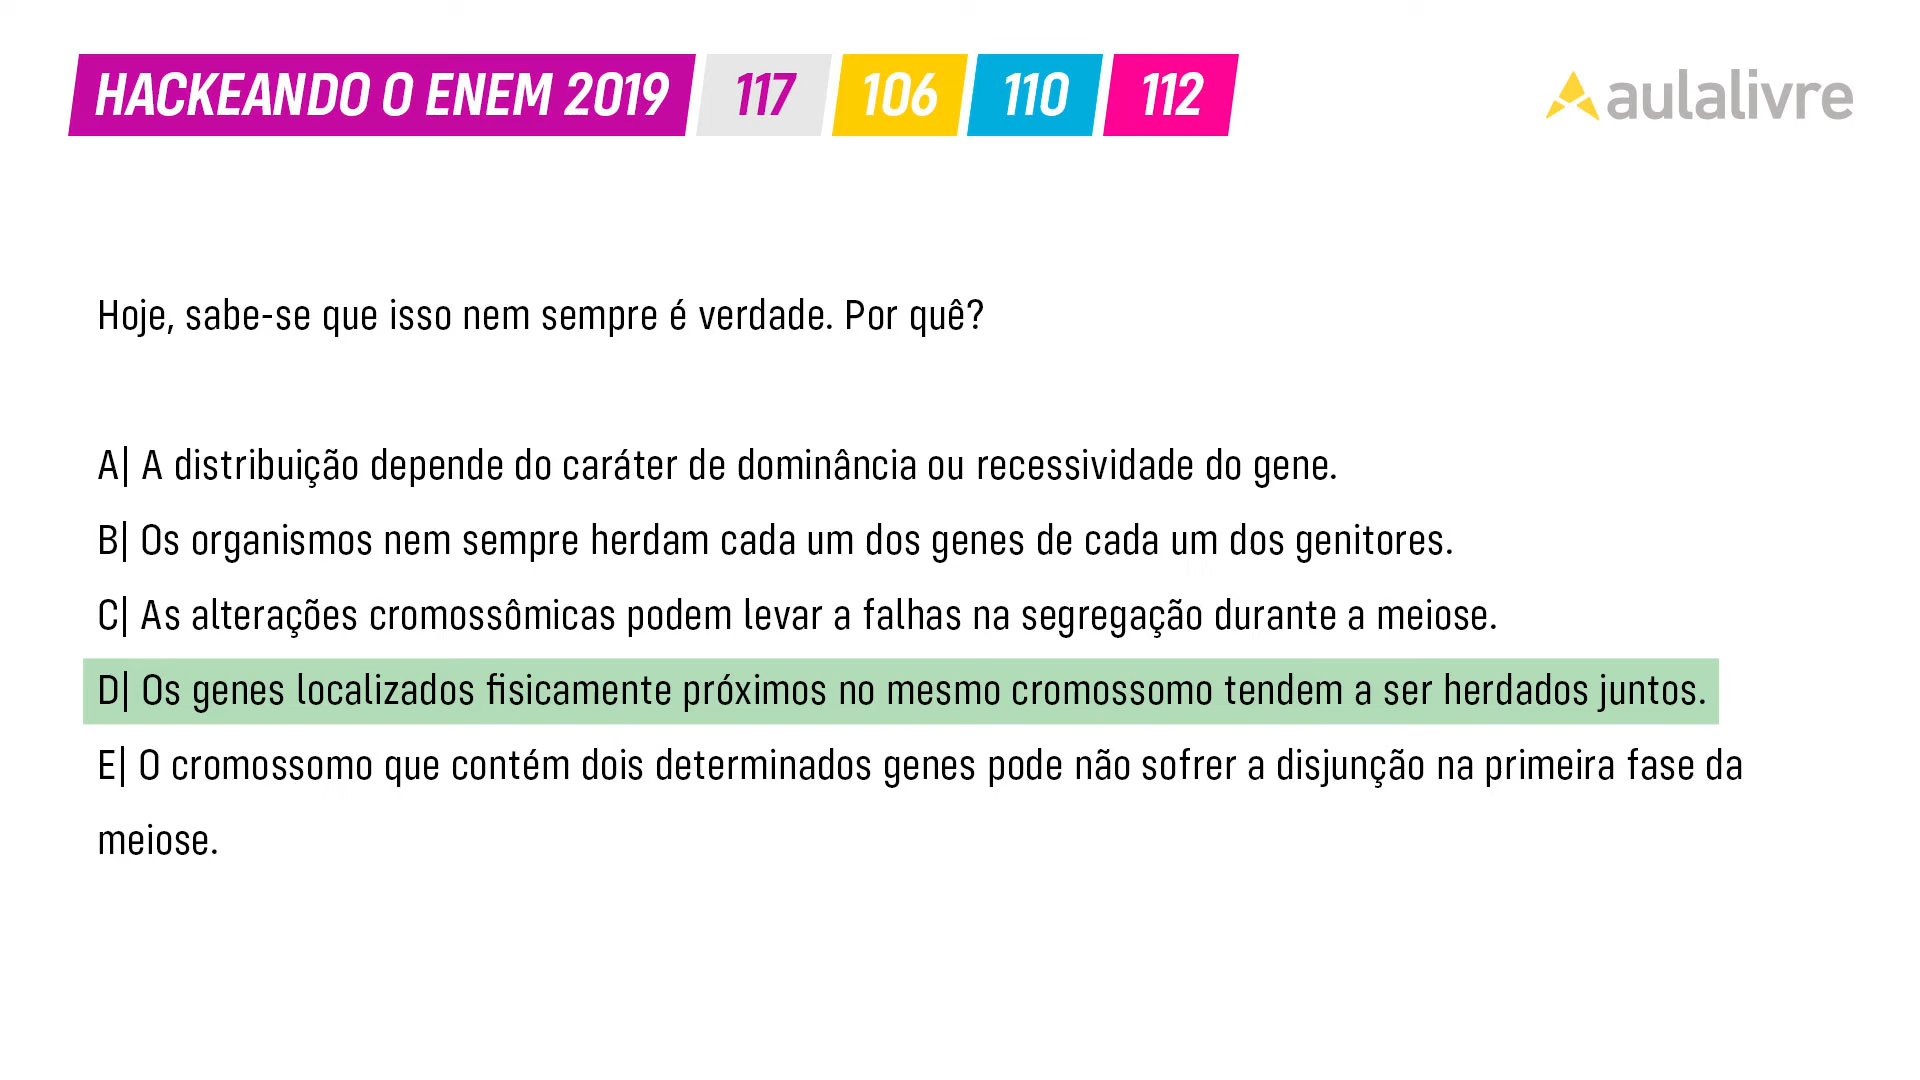 HACKEANDO O ENEM 2019 117 106 110 112
aulalivre
Hoje, sabe-se que isso nem sempre é verdade. Por quê?
A| A distribuição depende do caráter de dominância ou recessividade do gene.
B| Os organismos nem sempre herdam cada um dos genes de cada um dos genitores.
C| As alterações cromossômicas podem levar a falhas na segregação durante a meiose.
D| Os genes localizados fisicamente próximos no mesmo cromossomo tendem a ser herdados juntos.
E| O cromossomo que contém dois determinados genes pode não sofrer a disjunção na primeira fase da
meiose.